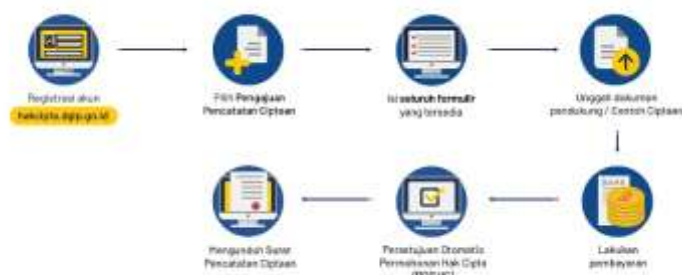 Registrasi akun
hakcipta.dgip.go.id
Pilih Pengajuan
Pencatatan Ciptaan
Isi seluruh formulir
yang tersedia
Unggah dokumen
pendukung / Contoh Ciptaan
Lakukan
pembayaran
Persetujuan Otomatis
Permohonan Hak Cipta
(POPHC)
Mengunduh Surat
Pencatatan Ciptaan